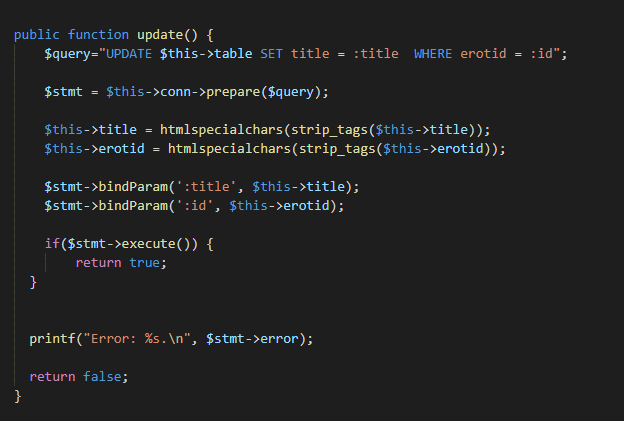 public function update() {
$query="UPDATE $this->table SET title = :title  WHERE erotid = :id";
$stmt = $this->conn->prepare($query);
$this->title = htmlspecialchars(strip_tags($this->title));
$this->erotid = htmlspecialchars(strip_tags($this->erotid));
$stmt->bindParam(':title', $this->title);
$stmt->bindParam(':id', $this->erotid);
if($stmt->execute()) {
return true;
}
printf("Error: %s.\n", $stmt->error);
return false;
}